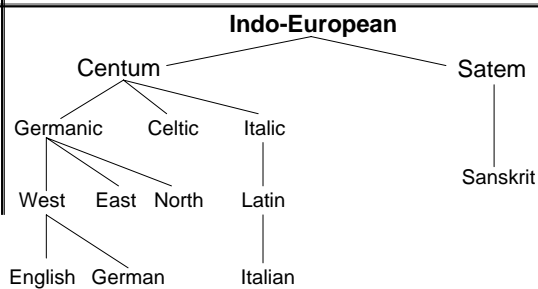 Indo-European
Centum Satem
Germanic Celtic Italic
Sanskrit
West East North Latin
English German Italian